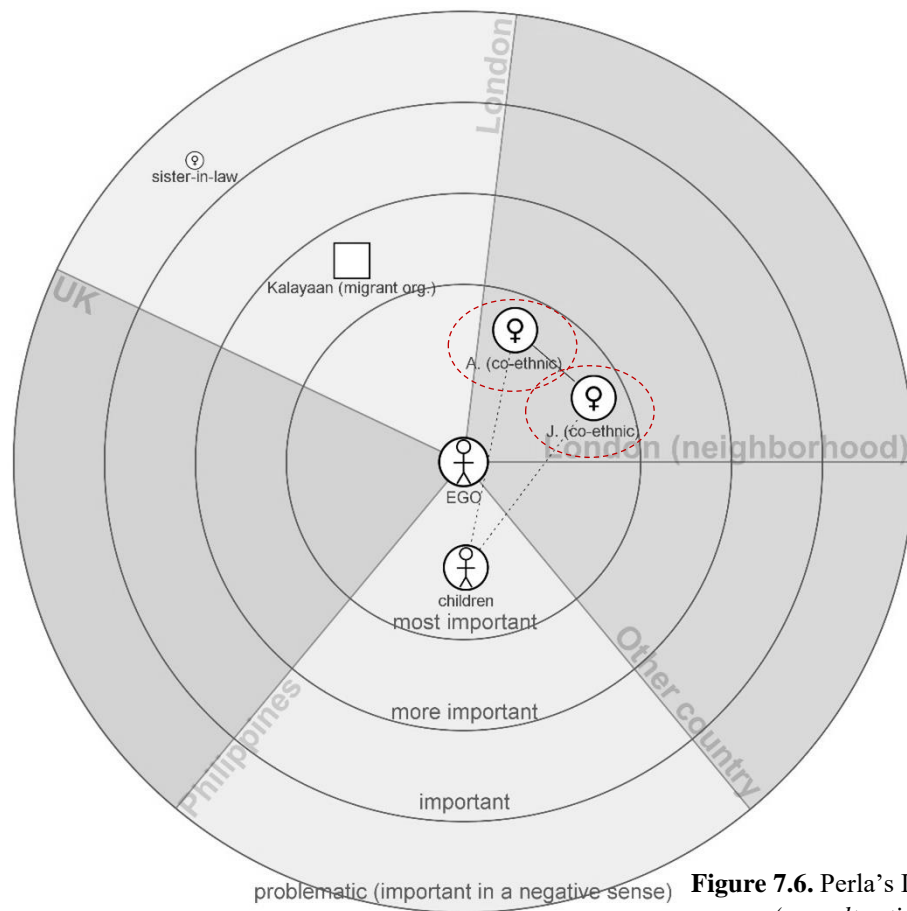 London
sister-in-law
Kalayaan (migrant org.)
UK
A. (co-ethnic)
J. (co-ethnic)
London (neighborhood)
EGO
children
most important
Philippines
Other country
more important
important
problematic (important in a negative sense)
Figure 7.6. Perla's